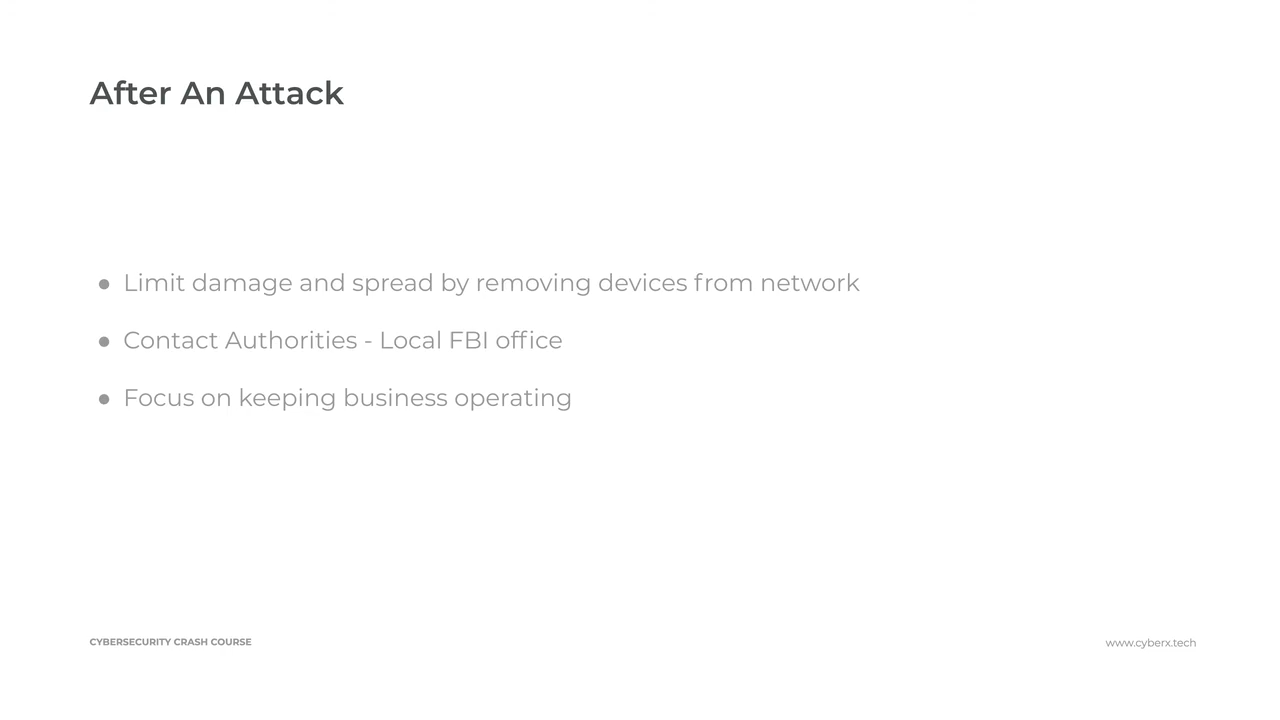 After An Attack
● Limit damage and spread by removing devices from network
● Contact Authorities - Local FBI office
● Focus on keeping business operating
CYBERSECURITY CRASH COURSE
www.cyberx.tech